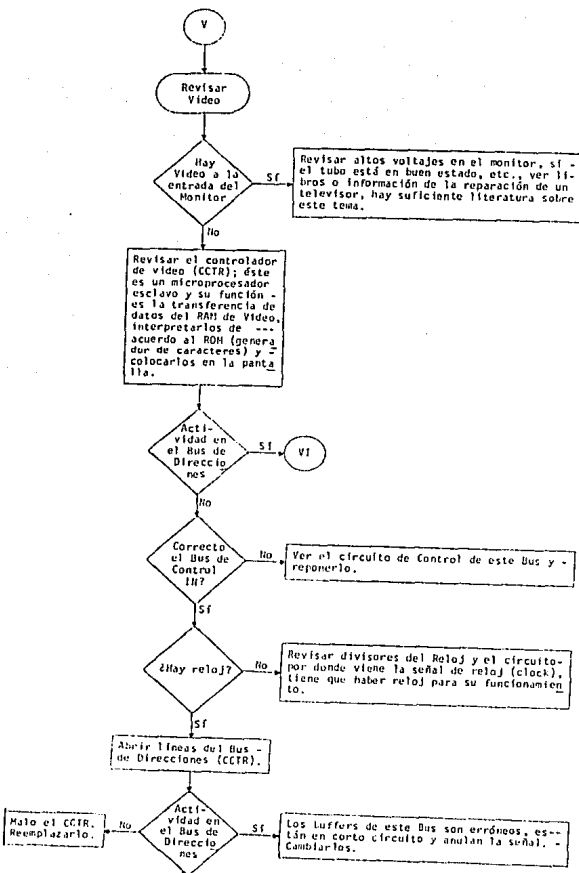 V
Revisar
Video
Hay
Video a la
entrada del
Monitor
Sí
Revisar altos voltajes en el monitor, sí -
el tubo está en buen estado, etc., ver li-
bros o información de la reparación de un
televisor, hay suficiente literatura sobre
este tema.
No
Revisar el controlador
de video (CCTR); éste
es un microprocesador
esclavo y su función -
es la transferencia de
datos del RAM de Video,
interpretarlos de ---
acuerdo al ROM (genera
dur de caracteres) y -
colocarlos en la panta
lla.
Acti-
vidad en
el Bus de
Direccio
nes
Sí
VI
No
Correcto
el Bus de
Control
IN?
No
Ver el circuito de Control de este Bus y -
reponerlo.
Sí
¿Hay reloj?
No
Revisar divisores del Reloj y el circuito-
por donde viene la señal de reloj (clock),
tiene que haber reloj para su funcionamien
to.
Sí
Abrir líneas del Bus -
de Direcciones (CCTR).
Acti-
vidad en
el Bus de
Direccio
nes
No
Malo el CCTR.
Reemplazarlo.
Sí
Los buffers de este Bus son erróneos, es--
tán en corto circuito y anulan la señal. -
Cambiarlos.